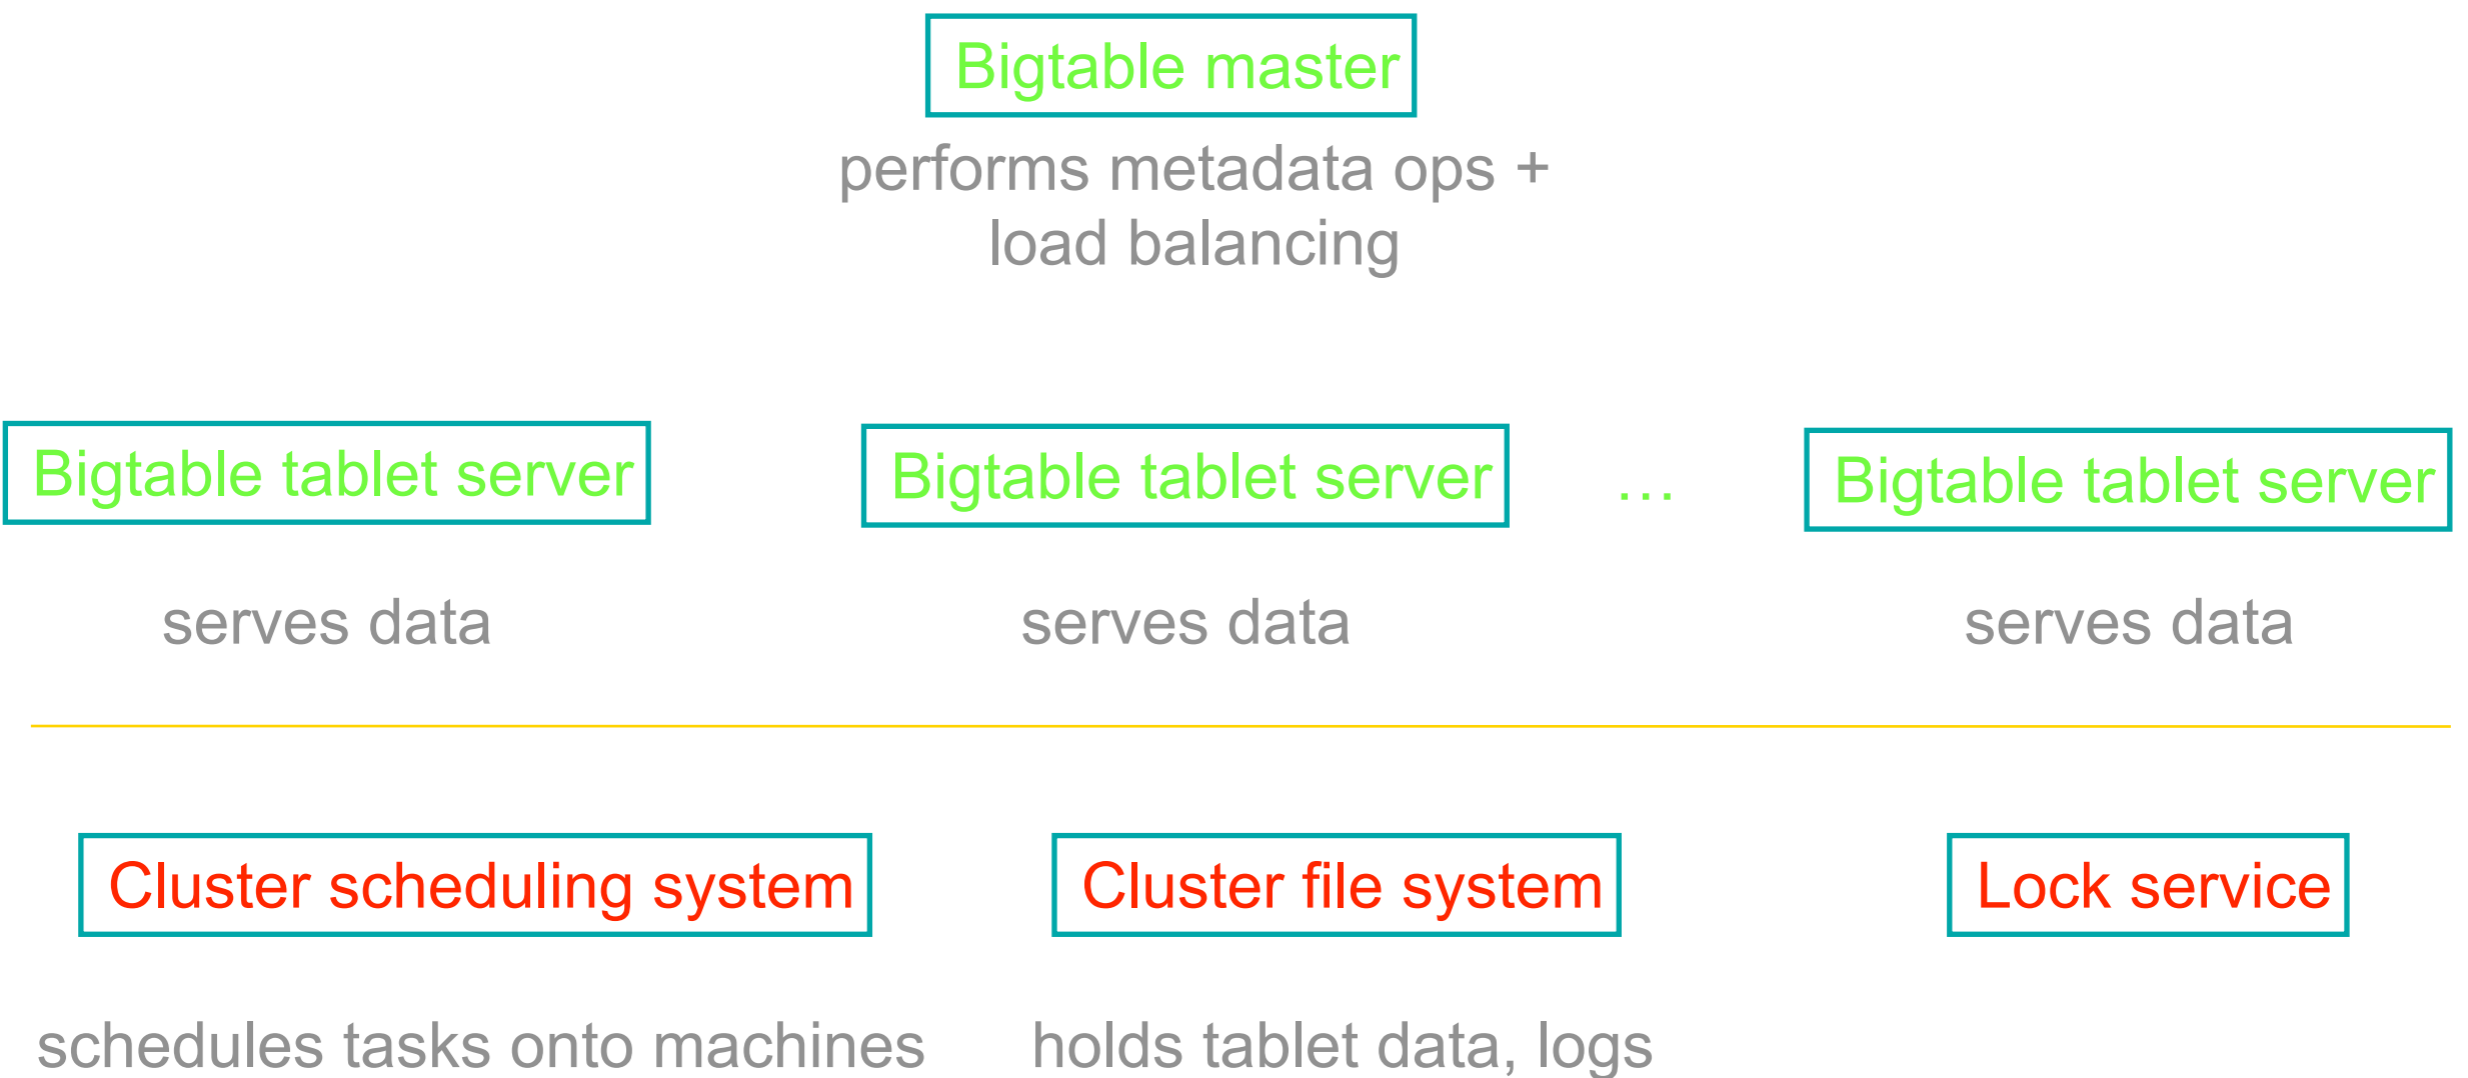 Bigtable master
performs metadata ops +
load balancing
Bigtable tablet server
Bigtable tablet server
…
Bigtable tablet server
serves data
serves data
serves data
Cluster scheduling system
Cluster file system
Lock service
schedules tasks onto machines
holds tablet data, logs